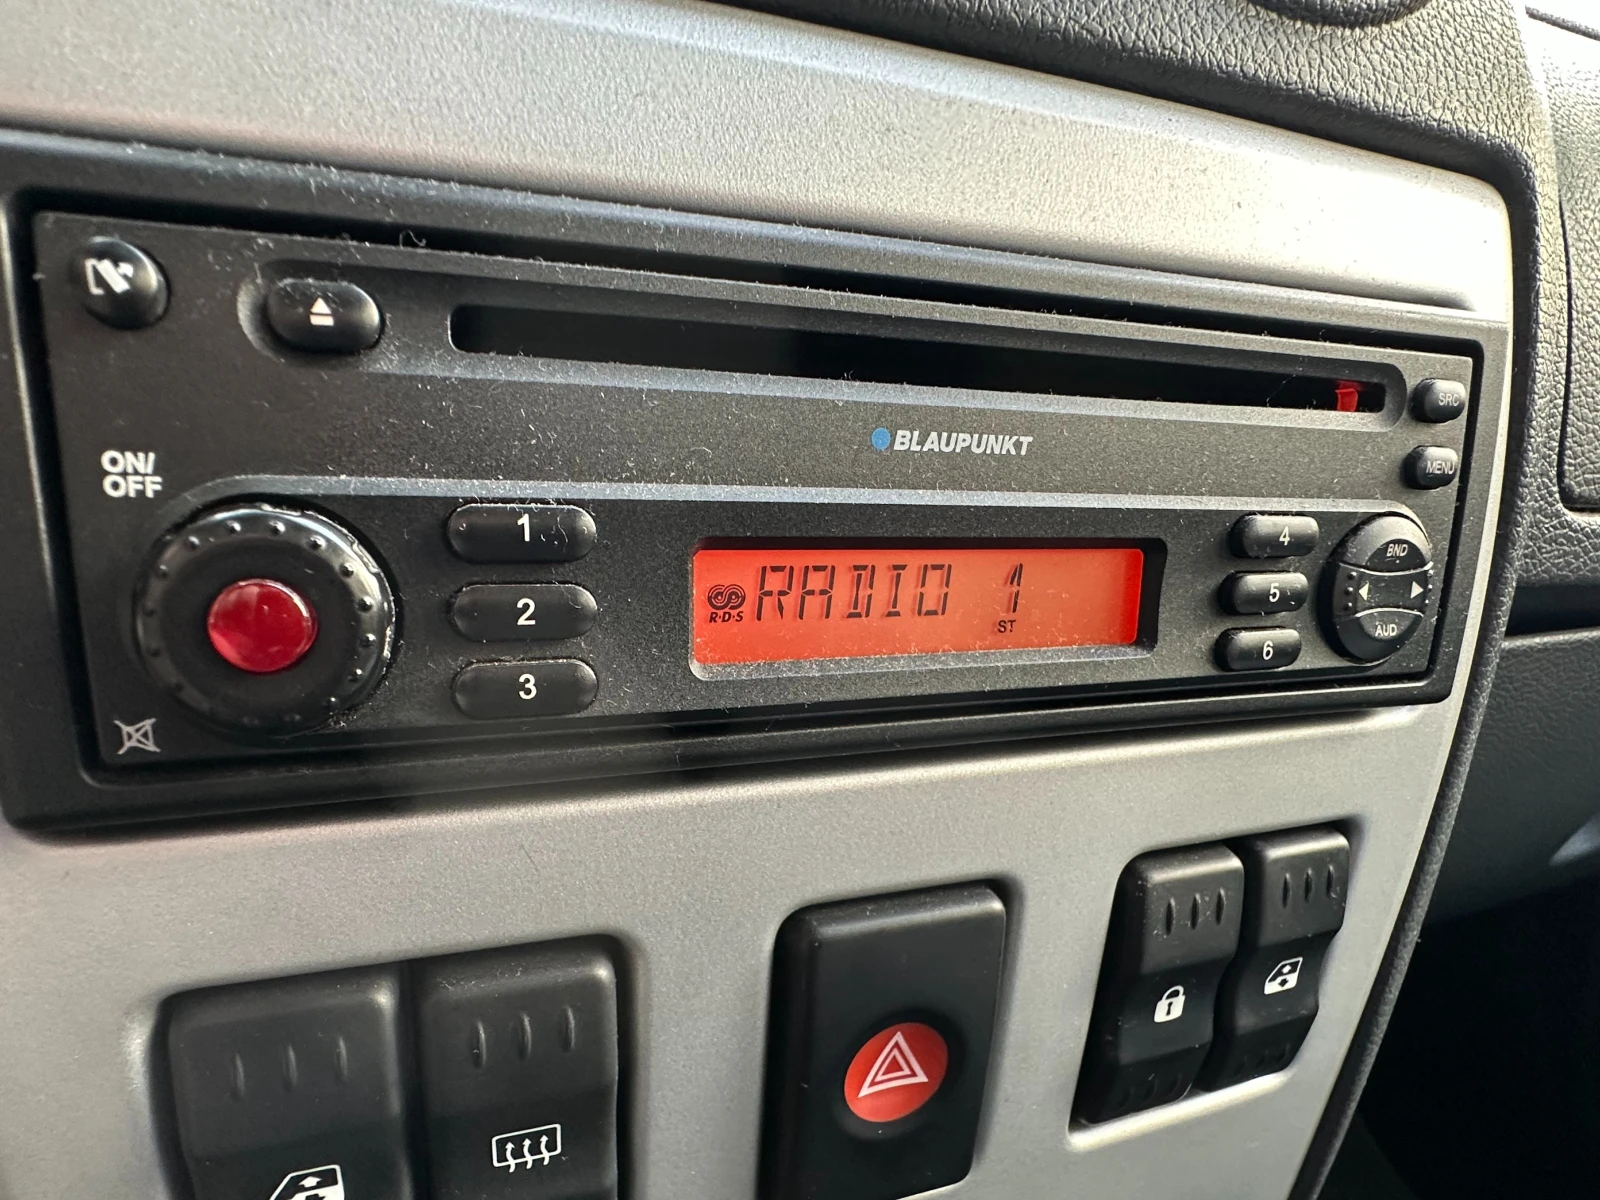 SRC
BLAUPUNKT
MENU
ON/
OFF
1
2
3
R·D·S
RADIO 1
ST
4
5
6
BND
AUD